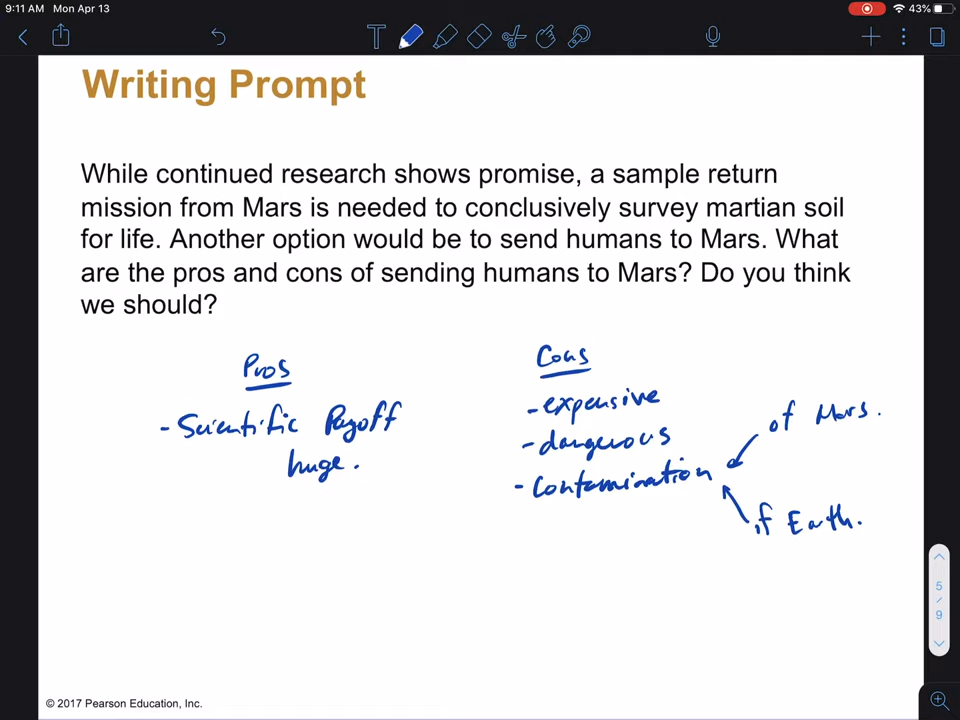 9:11 AM Mon Apr 13
43%
Writing Prompt
While continued research shows promise, a sample return
mission from Mars is needed to conclusively survey martian soil
for life. Another option would be to send humans to Mars. What
are the pros and cons of sending humans to Mars? Do you think
we should?
Pros
- Scientific Payoff
huge.
Cons
- expensive
- dangerous
- Contamination
of Mars.
of Earth.
5
/
9
© 2017 Pearson Education, Inc.